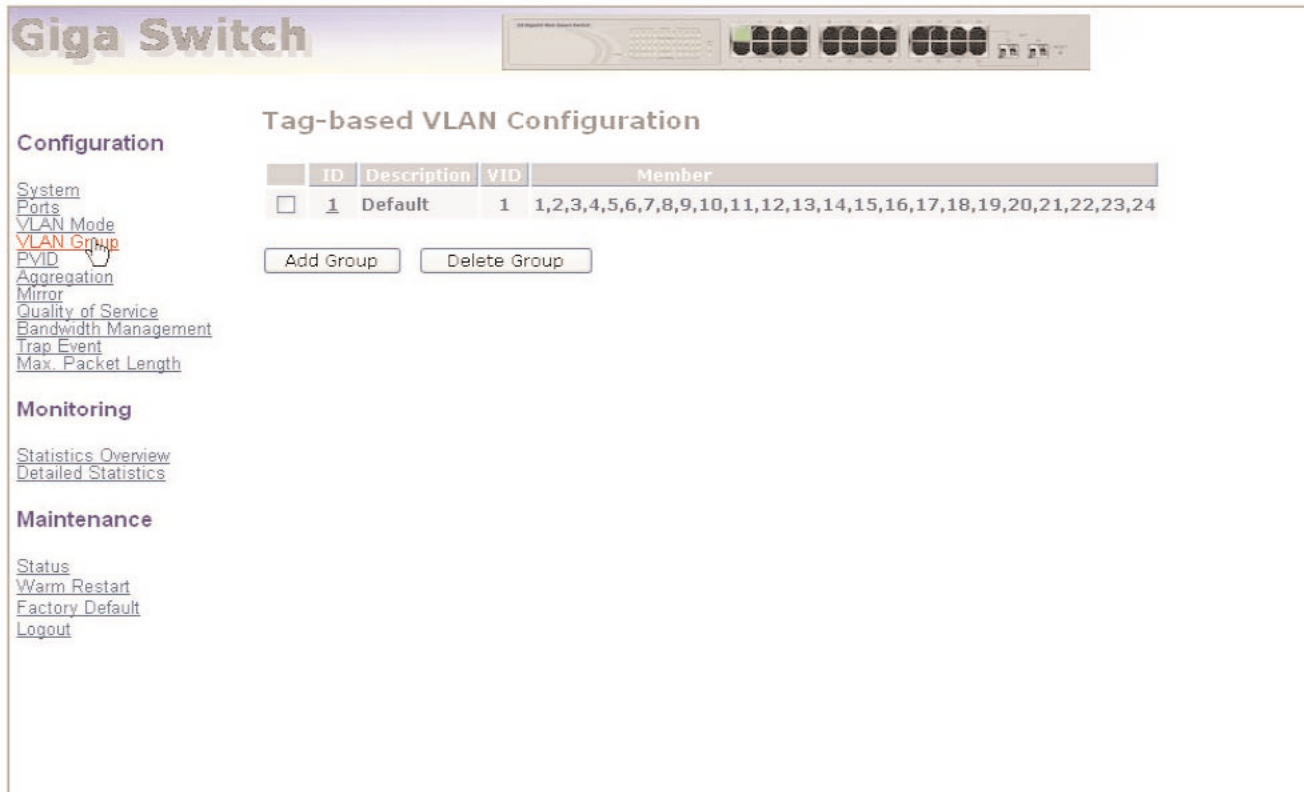 Giga Switch
Configuration
System
Ports
VLAN Mode
VLAN Group
PVID
Aggregation
Mirror
Quality of Service
Bandwidth Management
Trap Event
Max. Packet Length
Monitoring
Statistics Overview
Detailed Statistics
Maintenance
Status
Warm Restart
Factory Default
Logout
Tag-based VLAN Configuration
ID Description VID Member
1 Default 1 1,2,3,4,5,6,7,8,9,10,11,12,13,14,15,16,17,18,19,20,21,22,23,24
Add Group Delete Group